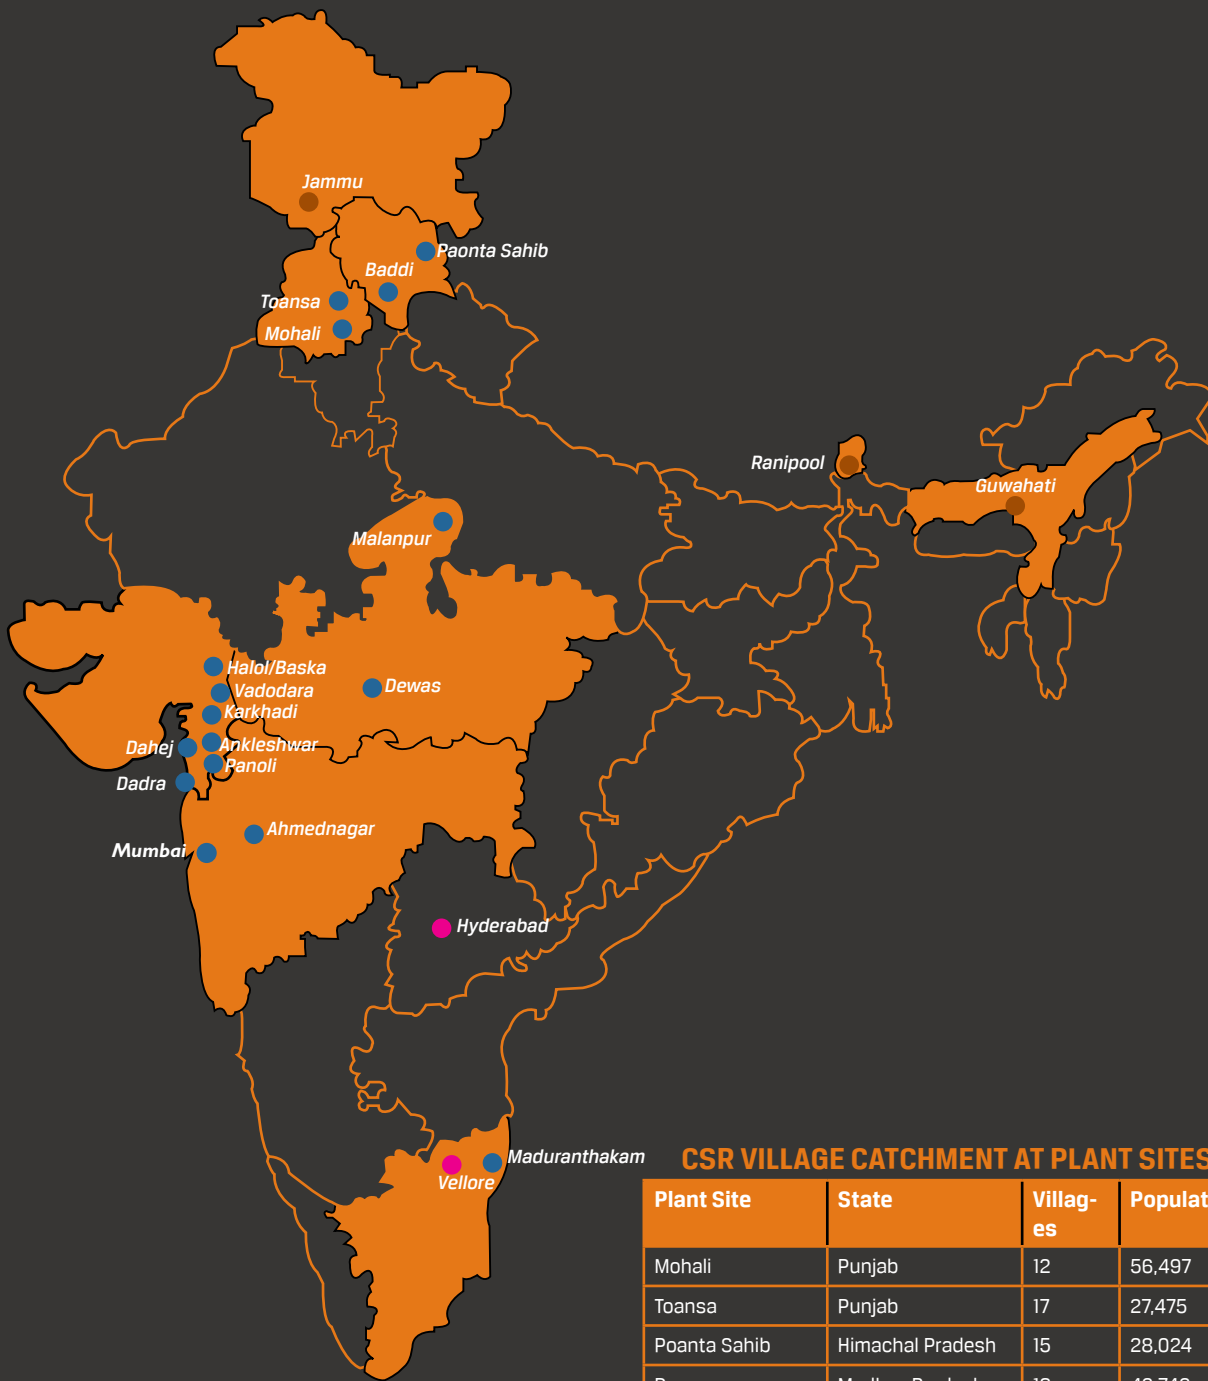 Jammu
Paonta Sahib
Baddi
Toansa
Mohali
Ranipool
Guwahati
Malanpur
Halol/Baska
Vadodara
Dewas
Karkhadi
Dahej
Ankleshwar
Panoli
Dadra
Ahmednagar
Mumbai
Hyderabad
Maduranthakam
Vellore
CSR VILLAGE CATCHMENT AT PLANT SITES
Plant Site State Villag-
es Populat
Mohali Punjab 12 56,497
Toansa Punjab 17 27,475
Poanta Sahib Himachal Pradesh 15 28,024